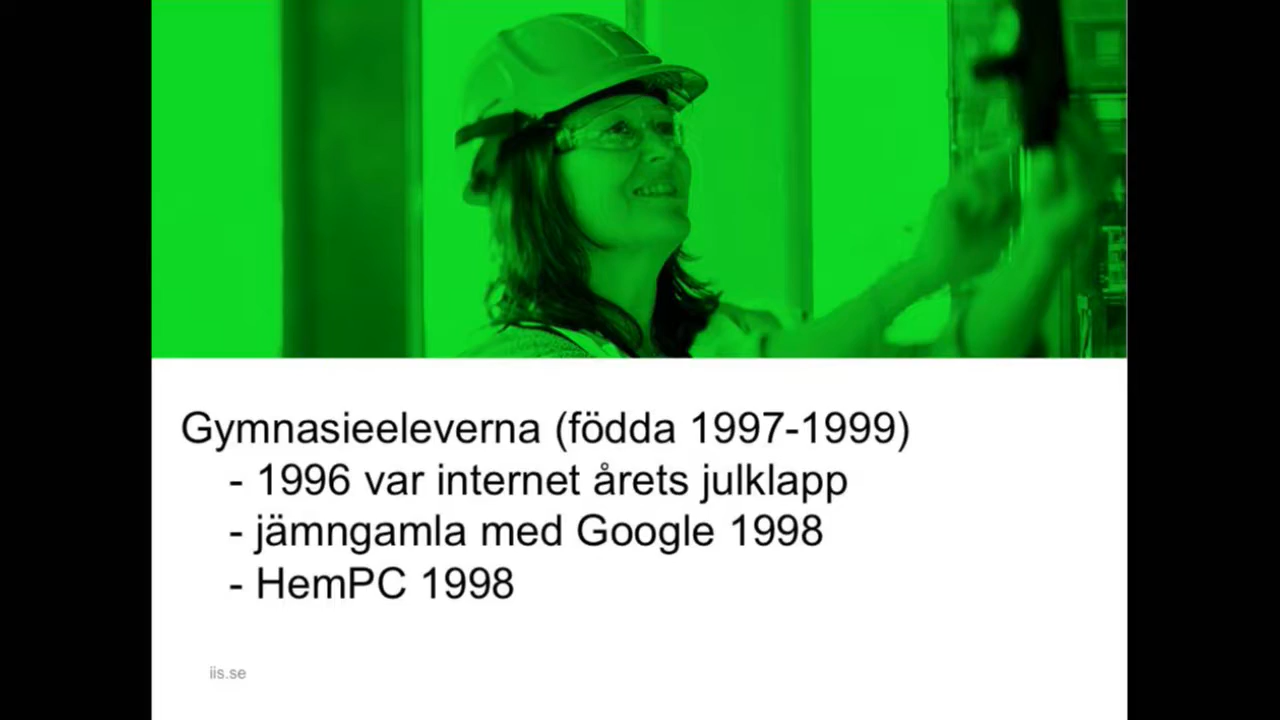 Gymnasieeleverna (födda 1997-1999)
- 1996 var internet årets julklapp
- jämngamla med Google 1998
- HemPC 1998
iis.se